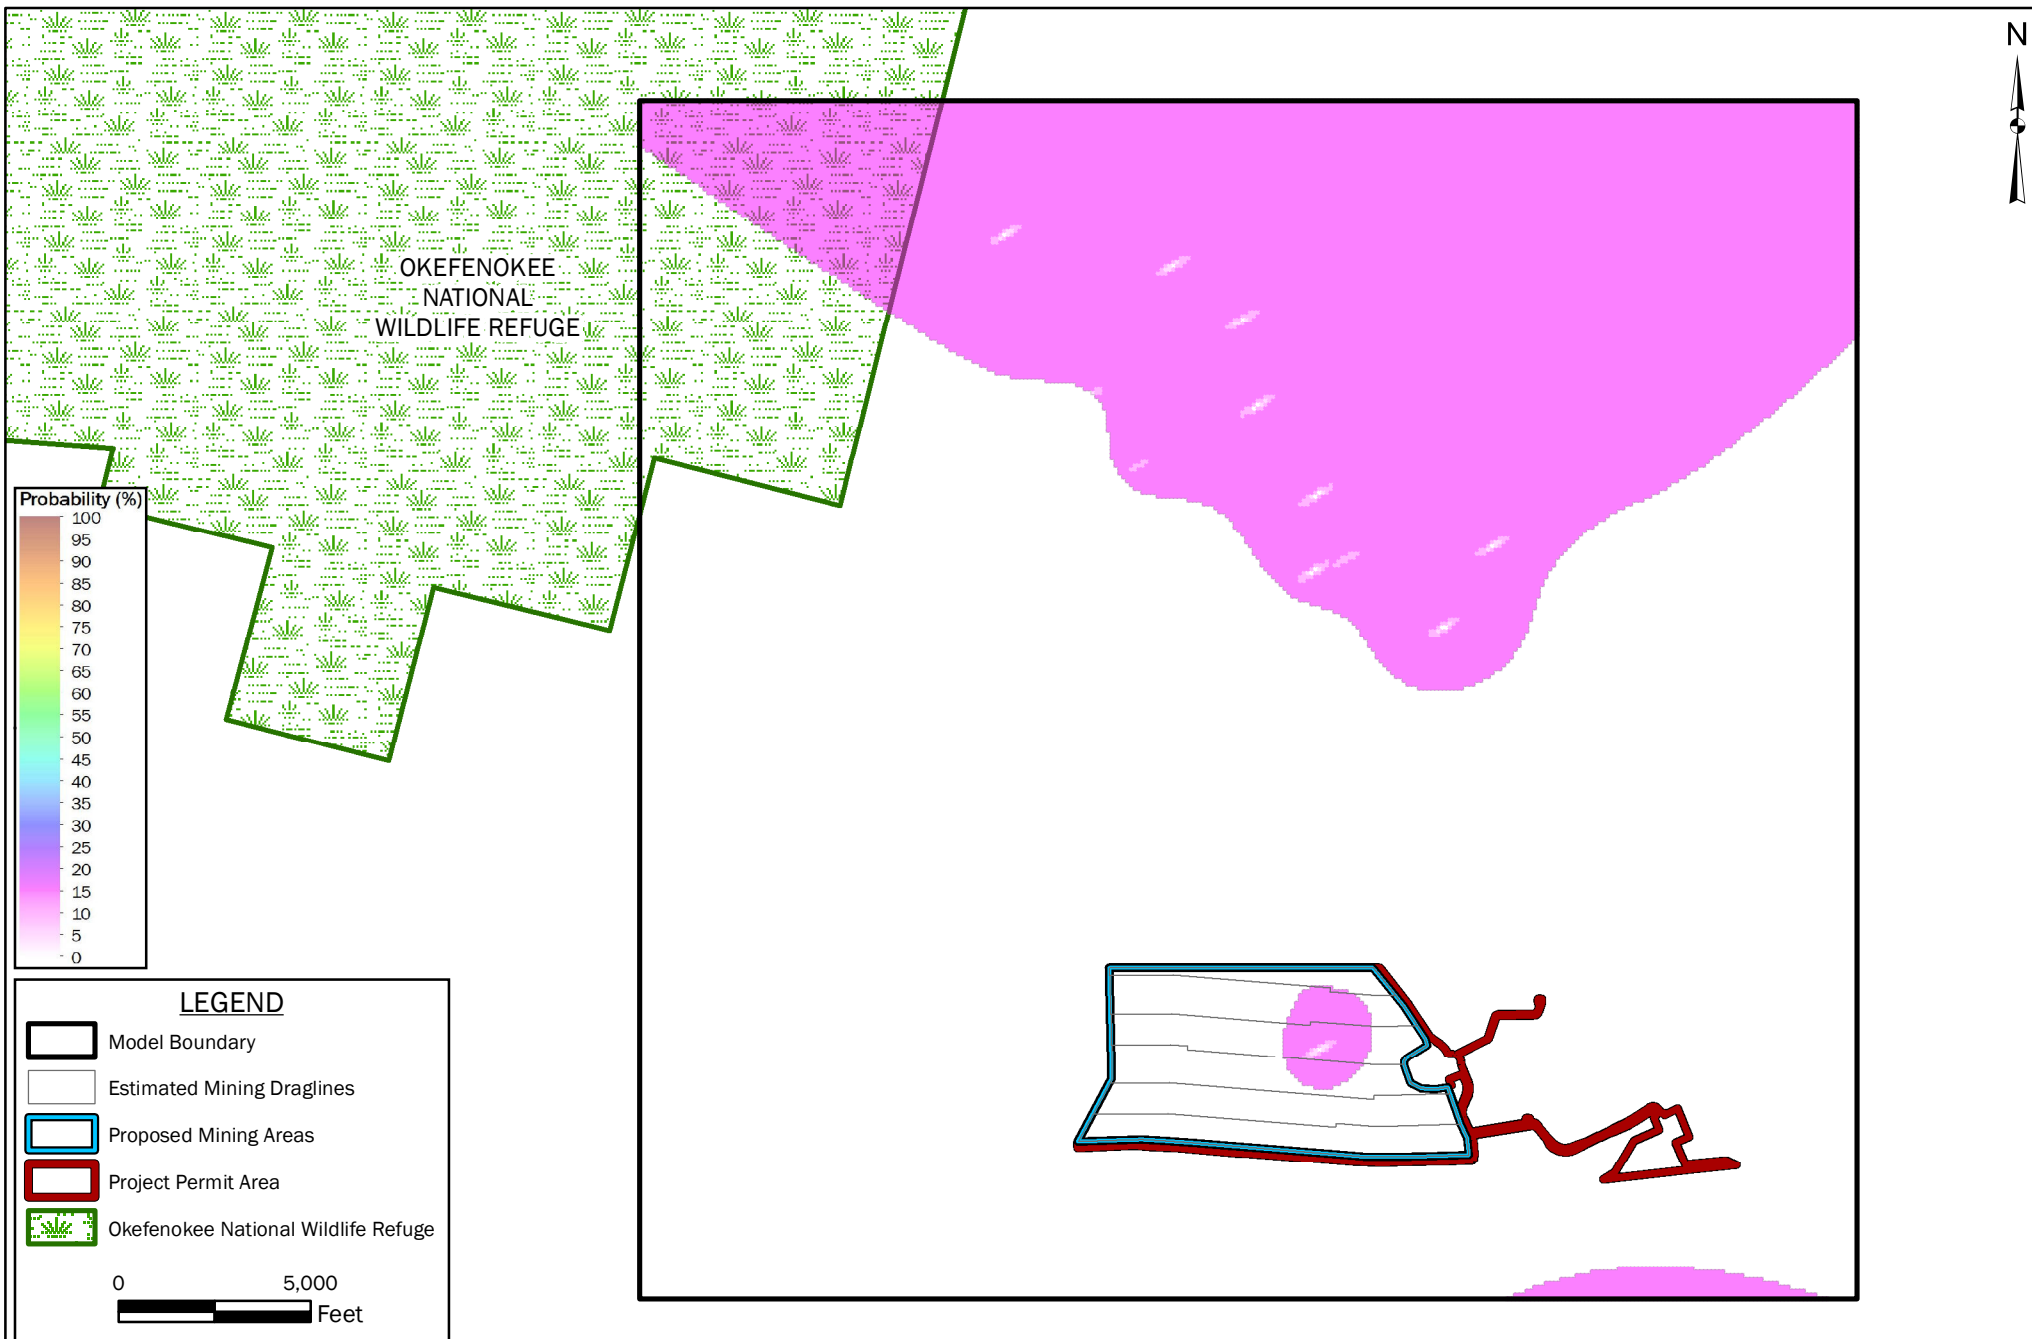 N
OKEFENOKEE
NATIONAL
WILDLIFE REFUGE
Probability (%)
100
95
90
85
80
75
70
65
60
55
50
45
40
35
30
25
20
15
10
5
0
LEGEND
Model Boundary
Estimated Mining Draglines
Proposed Mining Areas
Project Permit Area
Okefenokee National Wildlife Refuge
0 5,000
Feet